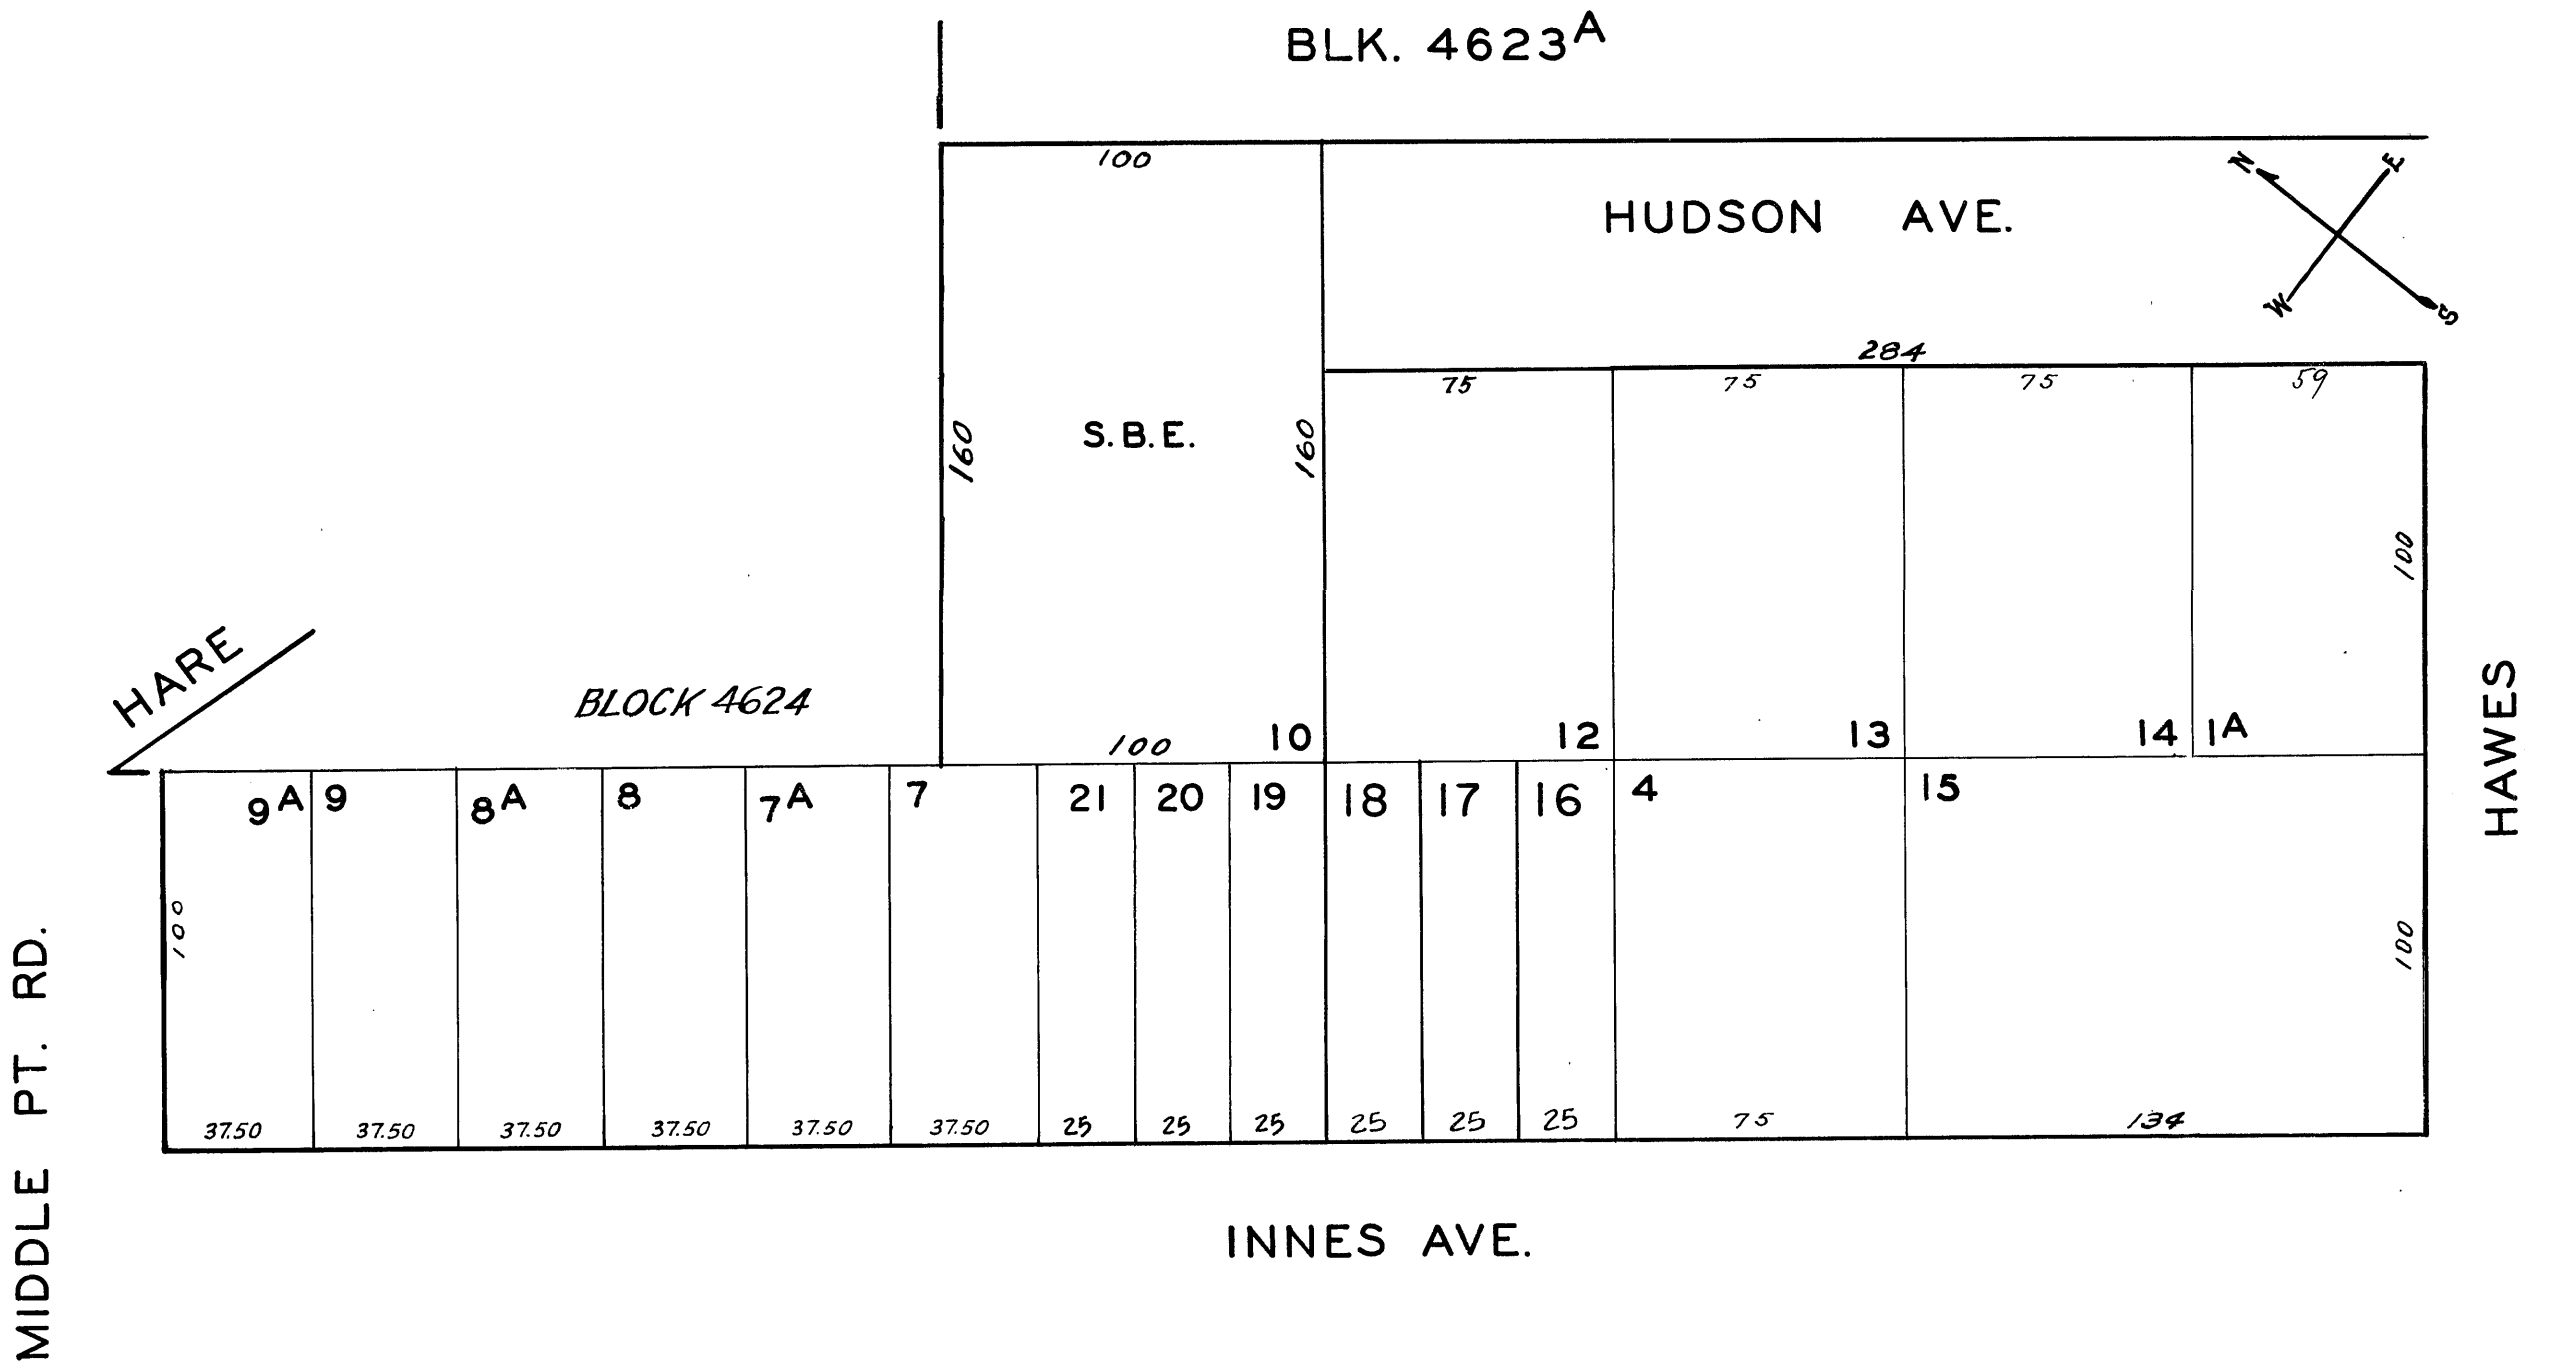 BLK. 4623A
100
HUDSON AVE.
N E
W S
284
75 75 75 59
160 S.B.E. 160
100
HARE
BLOCK 4624
100
10 12 13 14 1A
HAWES
9A 9 8A 8 7A 7 21 20 19 18 17 16 4 15
100 100
37.50 37.50 37.50 37.50 37.50 37.50 25 25 25 25 25 25 75 134
INNES AVE.
MIDDLE PT. RD.